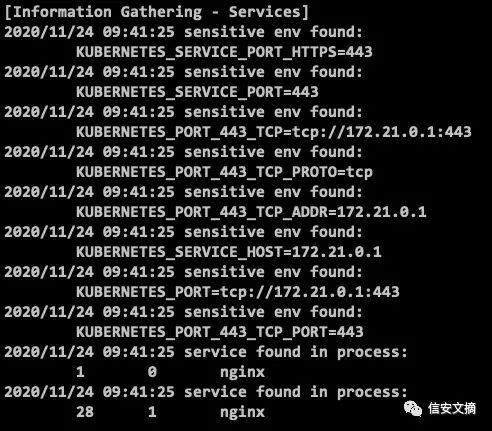 [Information Gathering - Services]
2020/11/24 09:41:25 sensitive env found:
KUBERNETES_SERVICE_PORT_HTTPS=443
2020/11/24 09:41:25 sensitive env found:
KUBERNETES_SERVICE_PORT=443
2020/11/24 09:41:25 sensitive env found:
KUBERNETES_PORT_443_TCP=tcp://172.21.0.1:443
2020/11/24 09:41:25 sensitive env found:
KUBERNETES_PORT_443_TCP_PROTO=tcp
2020/11/24 09:41:25 sensitive env found:
KUBERNETES_PORT_443_TCP_ADDR=172.21.0.1
2020/11/24 09:41:25 sensitive env found:
KUBERNETES_SERVICE_HOST=172.21.0.1
2020/11/24 09:41:25 sensitive env found:
KUBERNETES_PORT=tcp://172.21.0.1:443
2020/11/24 09:41:25 sensitive env found:
KUBERNETES_PORT_443_TCP_PORT=443
2020/11/24 09:41:25 service found in process:
1 0 nginx
2020/11/24 09:41:25 service found in process:
28 1 nginx
信安文摘